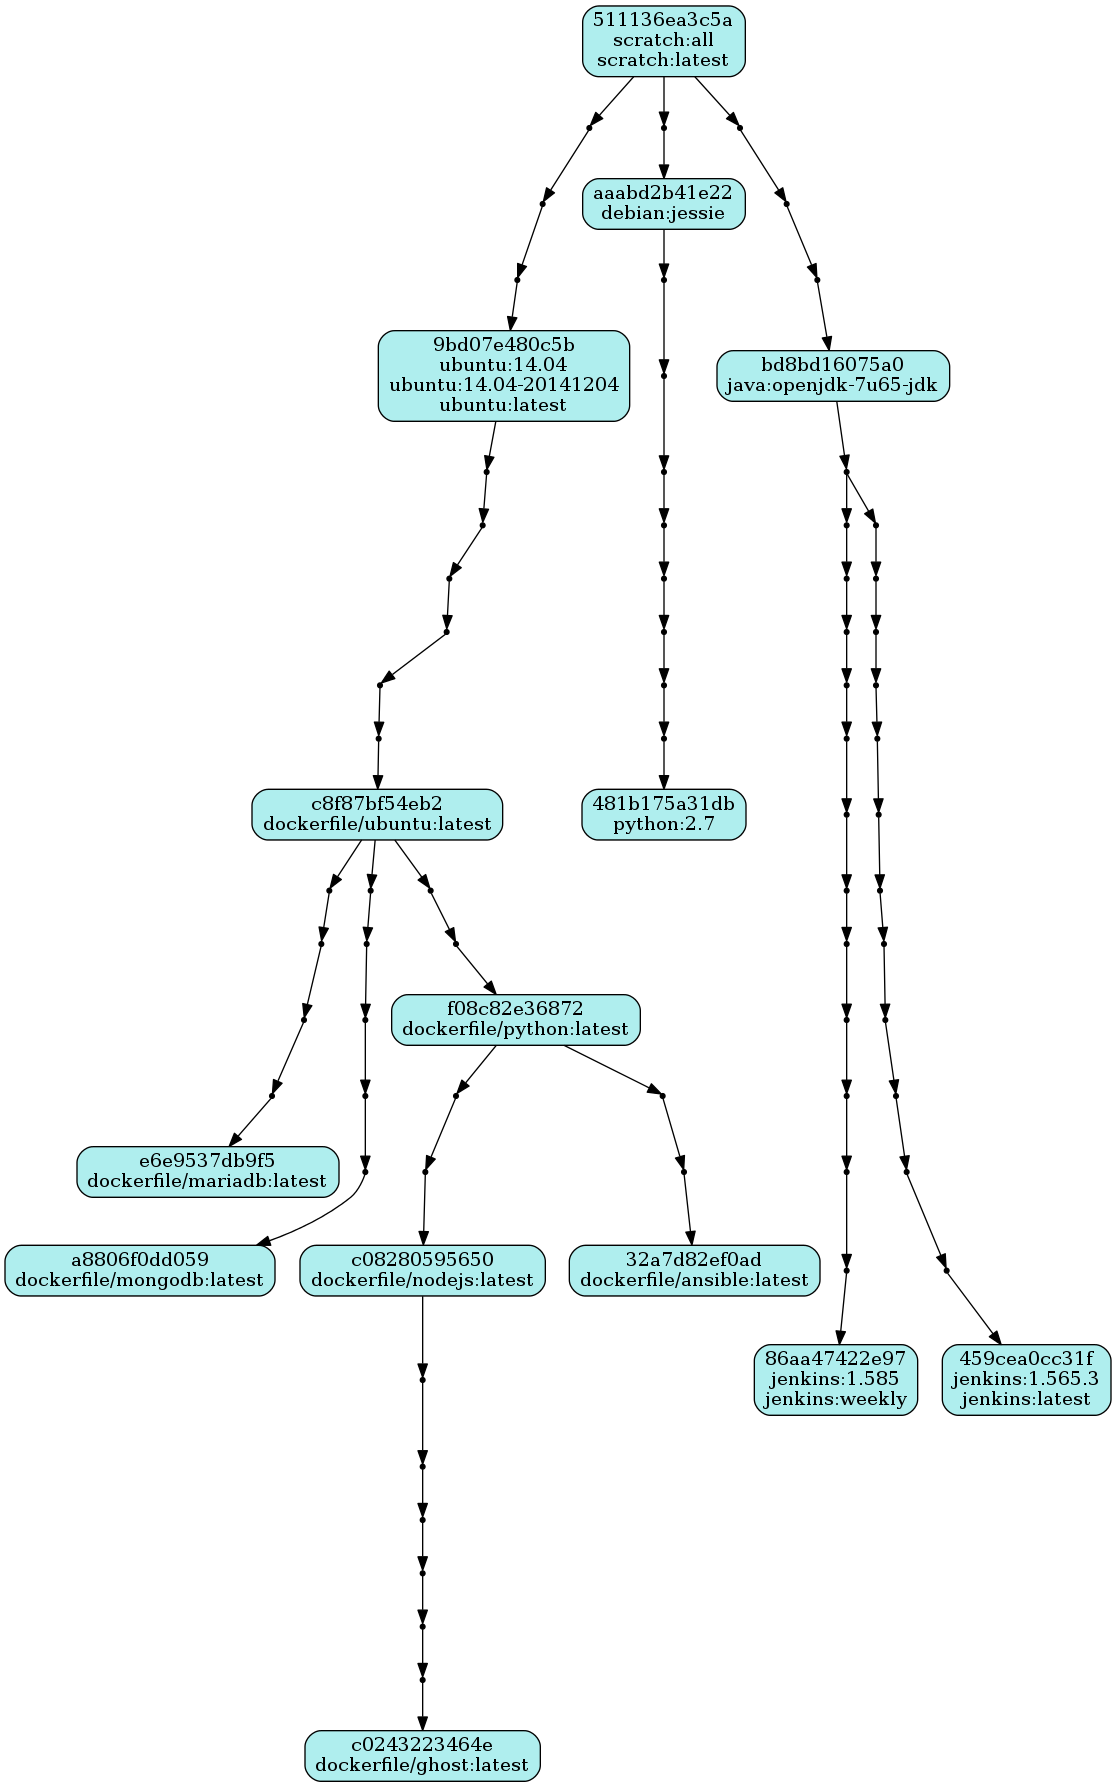 511136ea3c5a
scratch:all
scratch:latest
aaabd2b41e22
debian:jessie
9bd07e480c5b
ubuntu:14.04
ubuntu:14.04-20141204
ubuntu:latest
bd8bd16075a0
java:openjdk-7u65-jdk
c8f87bf54eb2
dockerfile/ubuntu:latest
481b175a31db
python:2.7
f08c82e36872
dockerfile/python:latest
e6e9537db9f5
dockerfile/mariadb:latest
a8806f0dd059
dockerfile/mongodb:latest
c08280595650
dockerfile/nodejs:latest
32a7d82ef0ad
dockerfile/ansible:latest
86aa47422e97
jenkins:1.585
jenkins:weekly
459cea0cc31f
jenkins:1.565.3
jenkins:latest
c0243223464e
dockerfile/ghost:latest